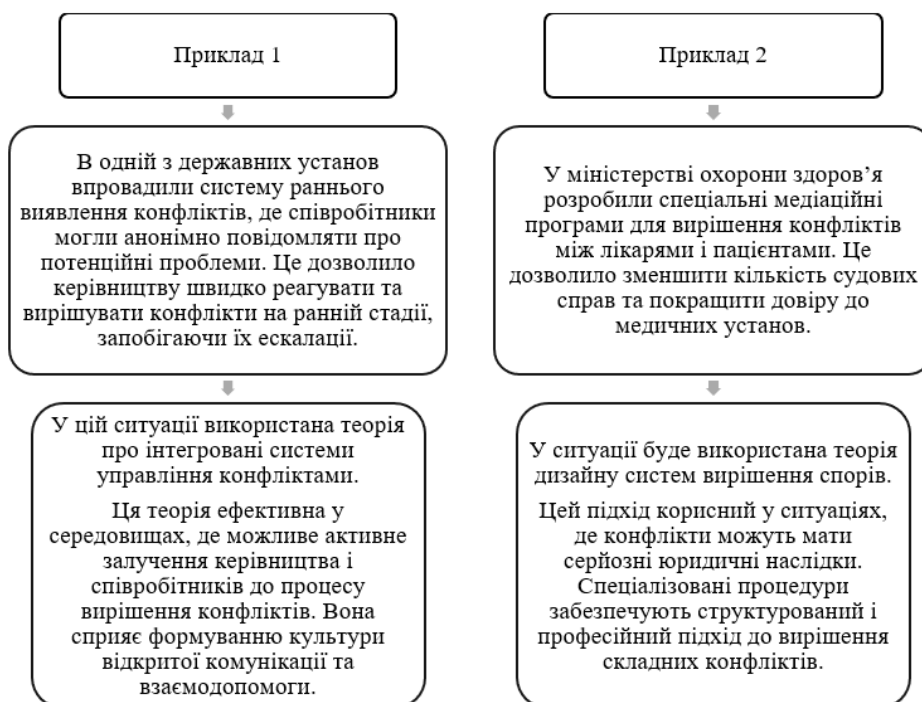 Приклад 1
В одній з державних установ
впровадили систему раннього
виявлення конфліктів, де співробітники
могли анонімно повідомляти про
потенційні проблеми. Це дозволило
керівництву швидко реагувати та
вирішувати конфлікти на ранній стадії,
запобігаючи їх ескалації.
У цій ситуації використана теорія
про інтегровані системи
управління конфліктами.
Ця теорія ефективна у
середовищах, де можливе активне
залучення керівництва і
співробітників до процесу
вирішення конфліктів. Вона
сприяє формуванню культури
відкритої комунікації та
взаємодопомоги.
Приклад 2
У міністерстві охорони здоров’я
розробили спеціальні медіаційні
програми для вирішення конфліктів
між лікарями і пацієнтами. Це
дозволило зменшити кількість судових
справ та покращити довіру до
медичних установ.
У ситуації буде використана теорія
дизайну систем вирішення спорів.
Цей підхід корисний у ситуаціях,
де конфлікти можуть мати
серйозні юридичні наслідки.
Спеціалізовані процедури
забезпечують структурований і
професійний підхід до вирішення
складних конфліктів.